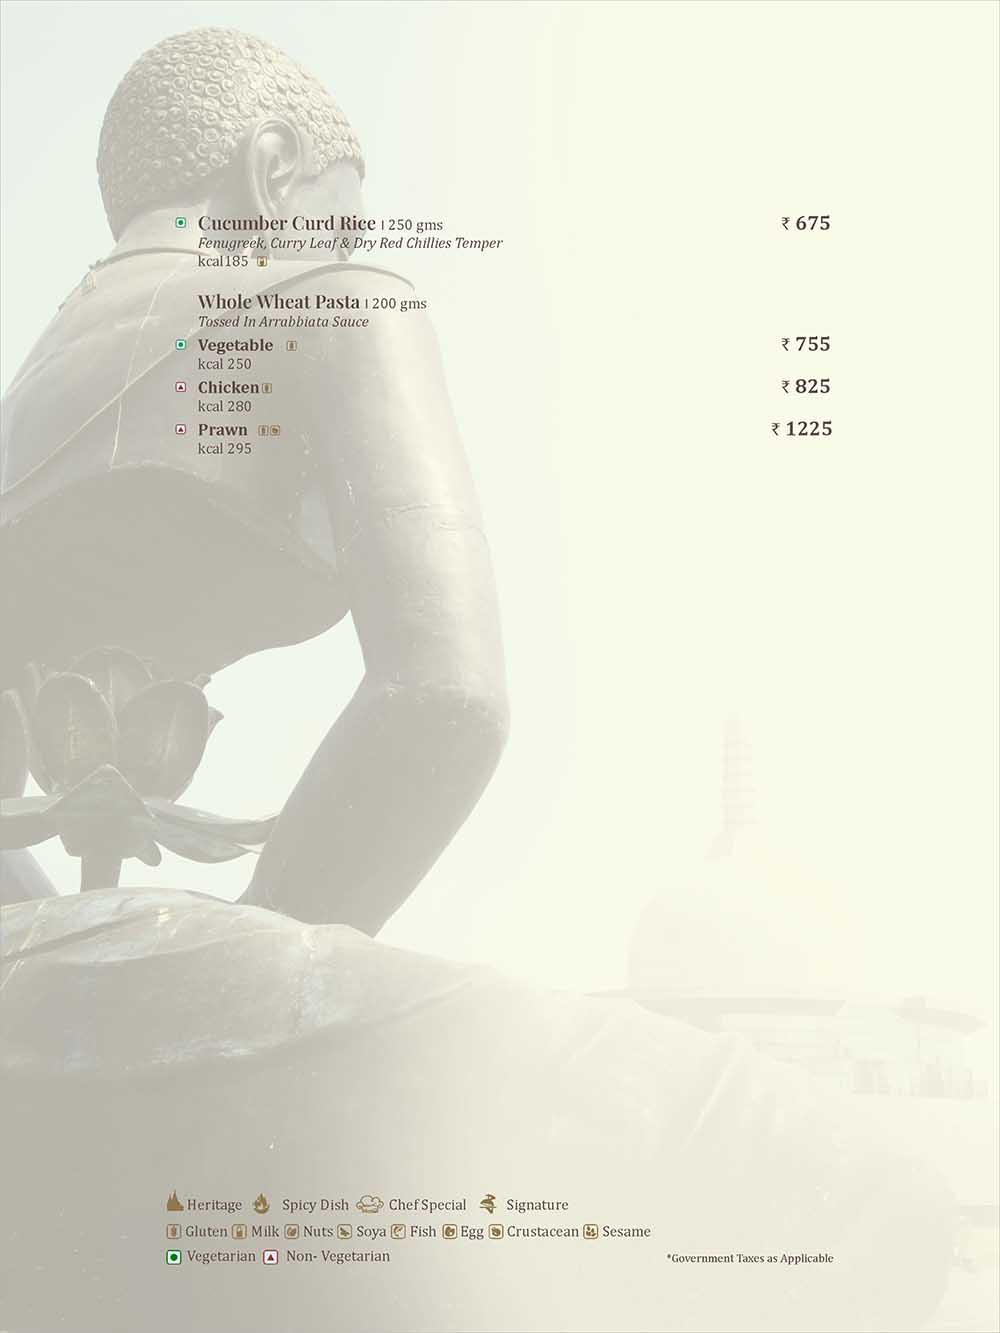 Cucumber Curd Rice | 250 gms ₹ 675
Fenugreek, Curry Leaf & Dry Red Chillies Temper
kcal185
Whole Wheat Pasta | 200 gms
Tossed In Arrabbiata Sauce
Vegetable ₹ 755
kcal 250
Chicken ₹ 825
kcal 280
Prawn ₹ 1225
kcal 295
Heritage Spicy Dish Chef Special Signature
Gluten Milk Nuts Soya Fish Egg Crustacean Sesame
Vegetarian Non- Vegetarian *Government Taxes as Applicable